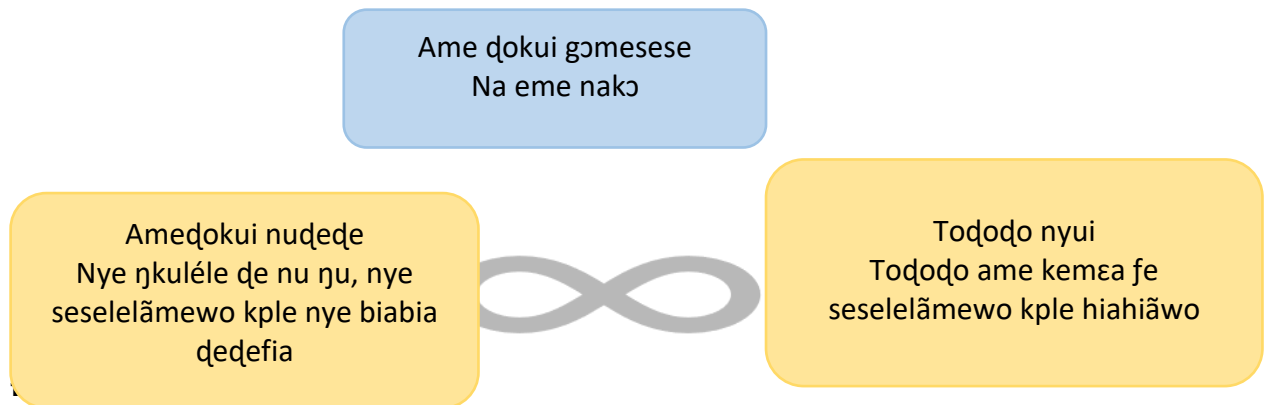 Ame ɖokui gɔmesese
Na eme nakɔ
Ameɖokui nuɖeɖe
Nye ŋkuléle ɖe nu ŋu, nye
seselelãmewo kple nye biabia
ɖeɖefia
Toɖoɖo nyui
Toɖoɖo ame kemɛa ƒe
seselelãmewo kple hiahiãwo